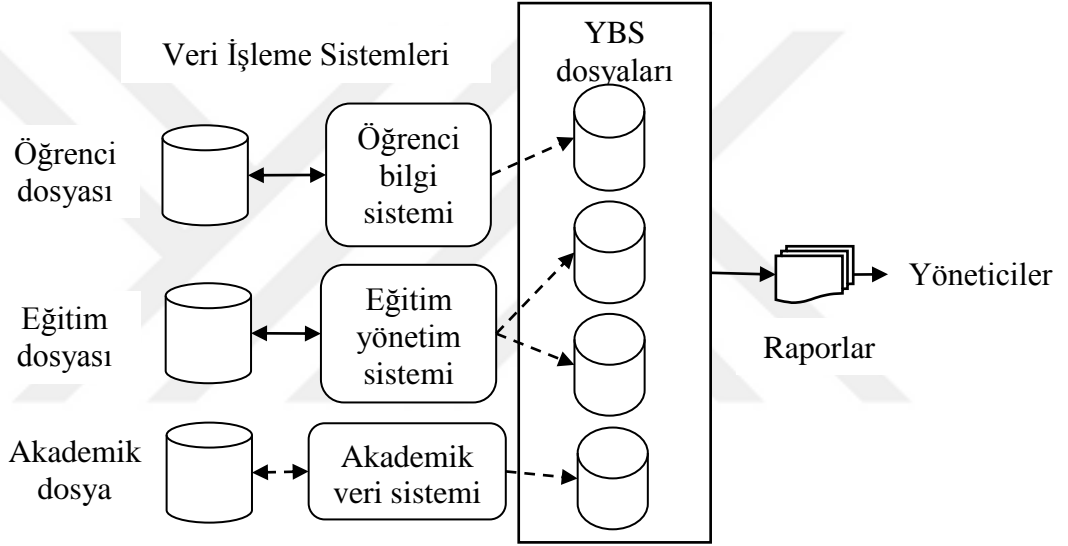 Veri İşleme Sistemleri
YBS
dosyaları
Öğrenci
dosyası
Öğrenci
bilgi
sistemi
Eğitim
dosyası
Eğitim
yönetim
sistemi
Akademik
dosya
Akademik
veri sistemi
Raporlar
Yöneticiler